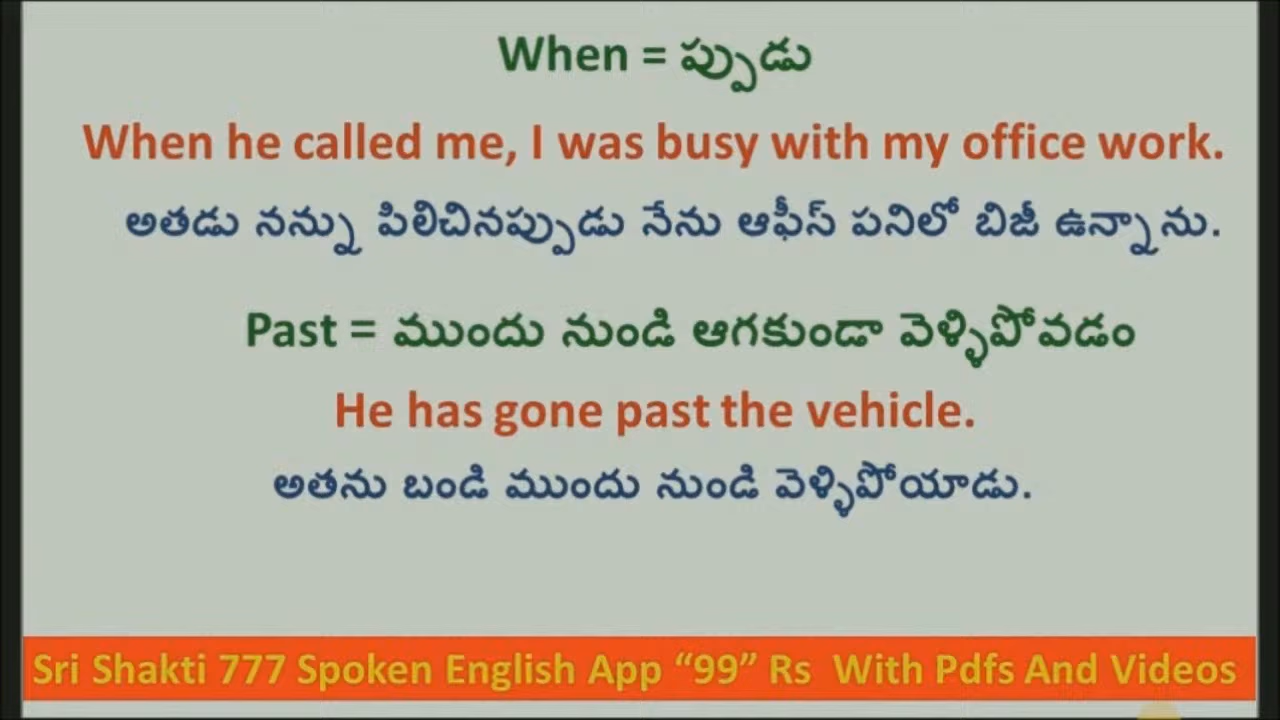 When = ప్పుడు
When he called me, I was busy with my office work.
అతడు నన్ను పిలిచినప్పుడు నేను ఆఫీస్ పనిలో బిజీ ఉన్నాను.
Past = ముందు నుండి ఆగకుండా వెళ్ళిపోవడం
He has gone past the vehicle.
అతను బండి ముందు నుండి వెళ్ళిపోయాడు.
Sri Shakti 777 Spoken English App “99” Rs With Pdfs And Videos